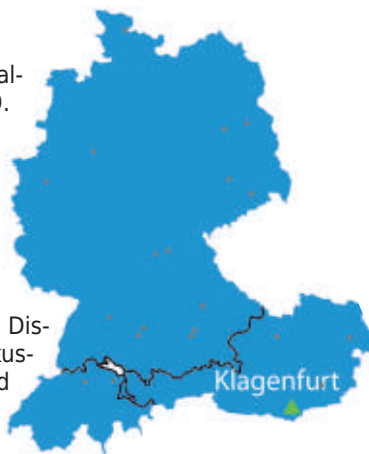 al-
).
Dis-
kus-
d
Klagenfurt